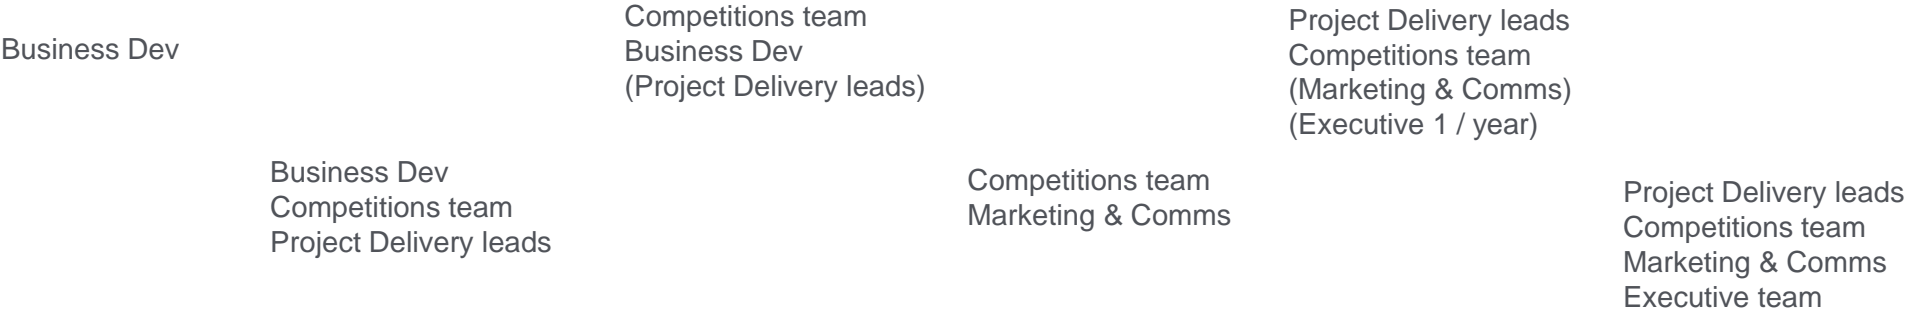 Business Dev
Business Dev
Competitions team
Project Delivery leads
Competitions team
Business Dev
(Project Delivery leads)
Competitions team
Marketing & Comms
Project Delivery leads
Competitions team
(Marketing & Comms)
(Executive 1 / year)
Project Delivery leads
Competitions team
Marketing & Comms
Executive team